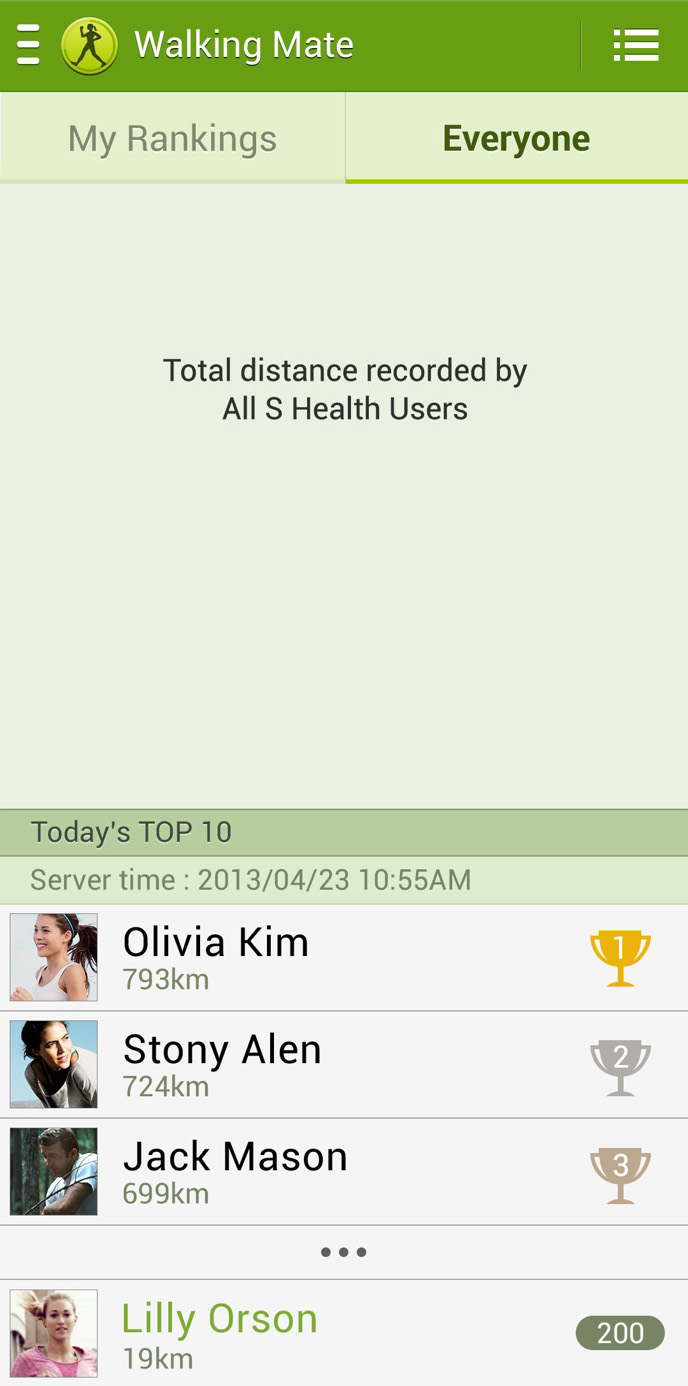 Walking Mate
My Rankings
Everyone
Total distance recorded by
All S Health Users
Today's TOP 10
Server time : 2013/04/23 10:55AM
Olivia Kim
793km
1
Stony Alen
724km
2
Jack Mason
699km
3
Lilly Orson
19km
200